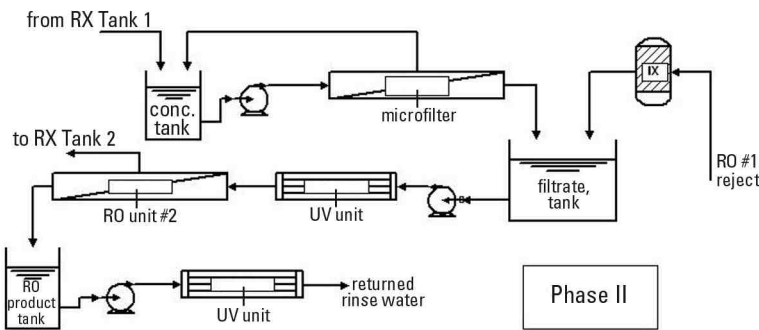 from RX Tank 1
conc.
tank
microfilter
IX
RO #1
reject
to RX Tank 2
RO unit #2
UV unit
filtrate,
tank
RO
product
tank
UV unit
returned
rinse water
Phase II